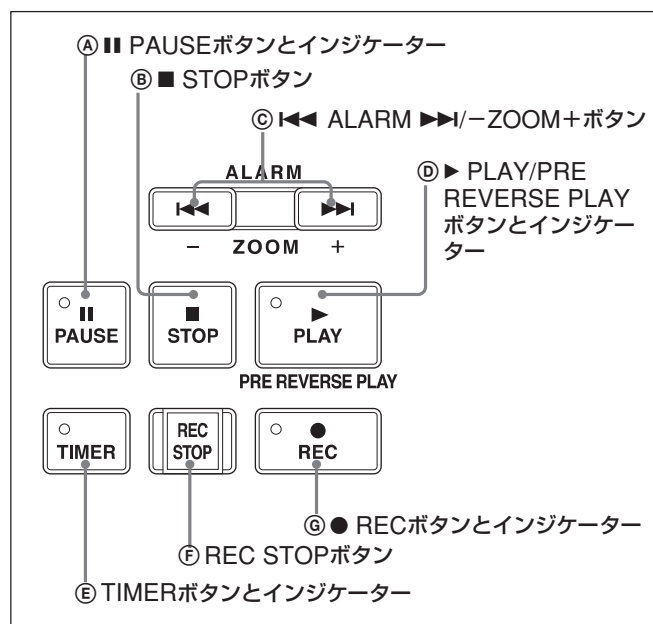 Ⓐ ▮▮ PAUSEボタンとインジケーター
Ⓑ ■ STOPボタン
Ⓒ |◀◀ ALARM ▶▶|/−ZOOM+ボタン
Ⓓ ▶ PLAY/PRE
REVERSE PLAY
ボタンとインジケー
ター
ALARM
|◀◀ ▶▶|
− ZOOM +
▮▮ PAUSE
■ STOP
▶ PLAY
PRE REVERSE PLAY
TIMER
REC
STOP
● REC
Ⓖ ● RECボタンとインジケーター
Ⓕ REC STOPボタン
Ⓔ TIMERボタンとインジケーター